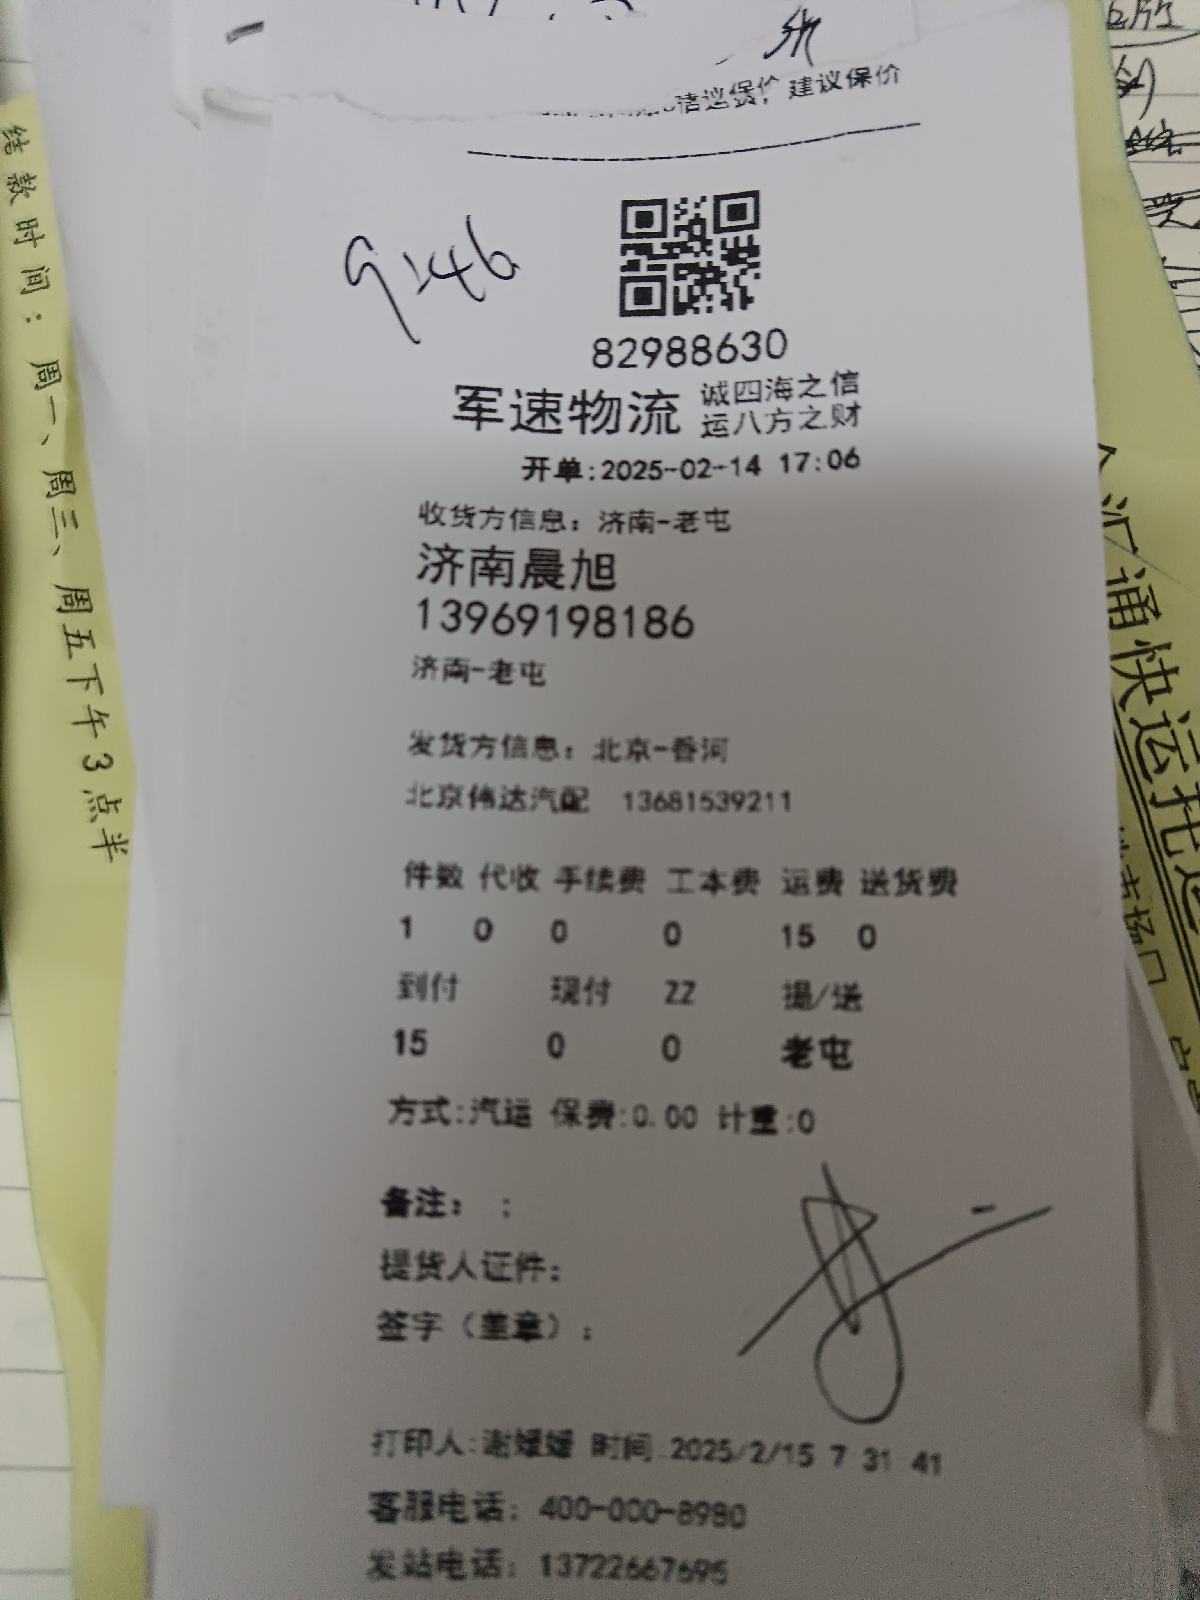 建议保价
82988630
军速物流 诚四海之信
运八方之财
开单:2025-02-14 17:06
收货方信息：济南-老屯
济南晨旭
13969198186
济南-老屯
发货方信息：北京-香河
北京伟达汽配 13681539211
件数 代收 手续费 工本费 运费 送货费
1 0 0 0 15 0
到付 现付 ZZ 提/送
15 0 0 老屯
方式:汽运 保费:0.00 计重:0
备注：;
提货人证件：
签字（盖章）：
打印人:谢媛媛 时间:2025/2/15 7 31 41
客服电话：400-000-8980
发站电话：13722667695
结款时间：周一、周三、周五下午3点半
汇通快运托运